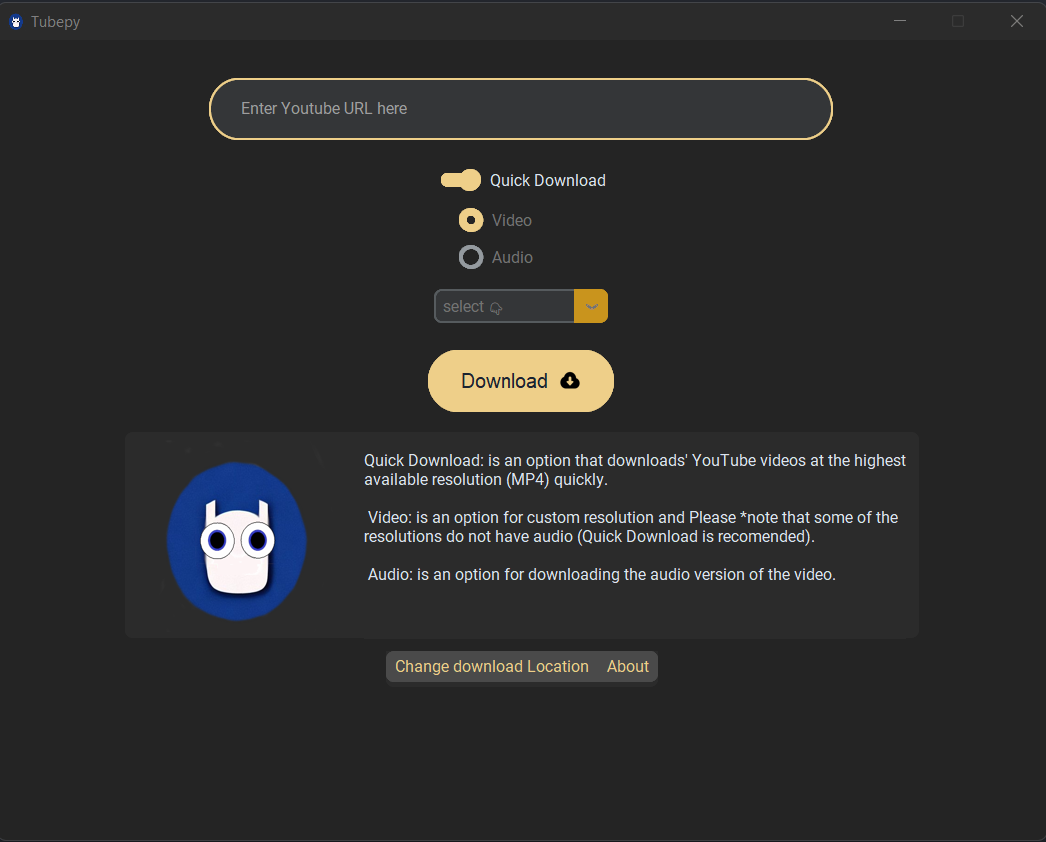 Tubepy
Enter Youtube URL here
Quick Download
Video
Audio
select
Download
Quick Download: is an option that downloads' YouTube videos at the highest
available resolution (MP4) quickly.
Video: is an option for custom resolution and Please *note that some of the
resolutions do not have audio (Quick Download is recomended).
Audio: is an option for downloading the audio version of the video.
Change download Location About